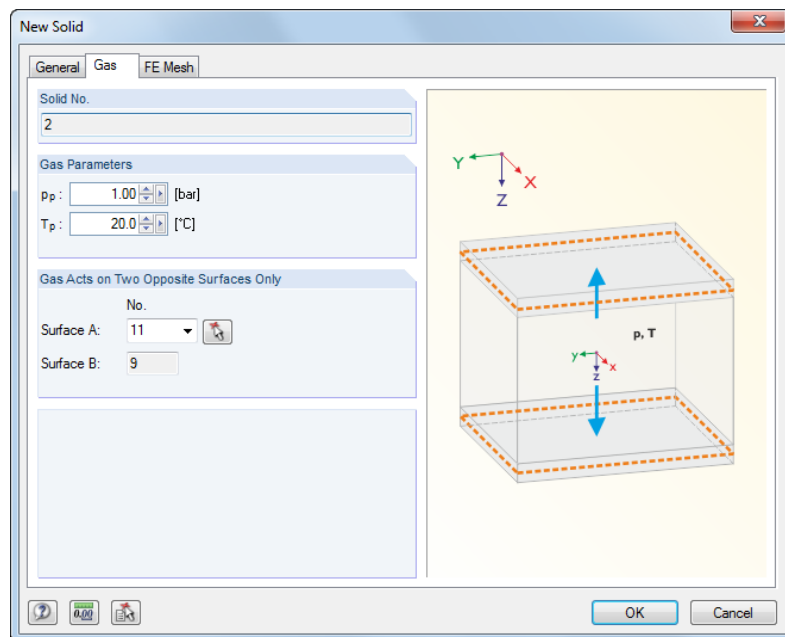 New Solid
General Gas FE Mesh
Solid No.
2
Gas Parameters
pp : 1.00 [bar]
Tp : 20.0 [°C]
Gas Acts on Two Opposite Surfaces Only
No.
Surface A: 11
Surface B: 9
Y X Z
p, T
y x z
0.00
OK Cancel